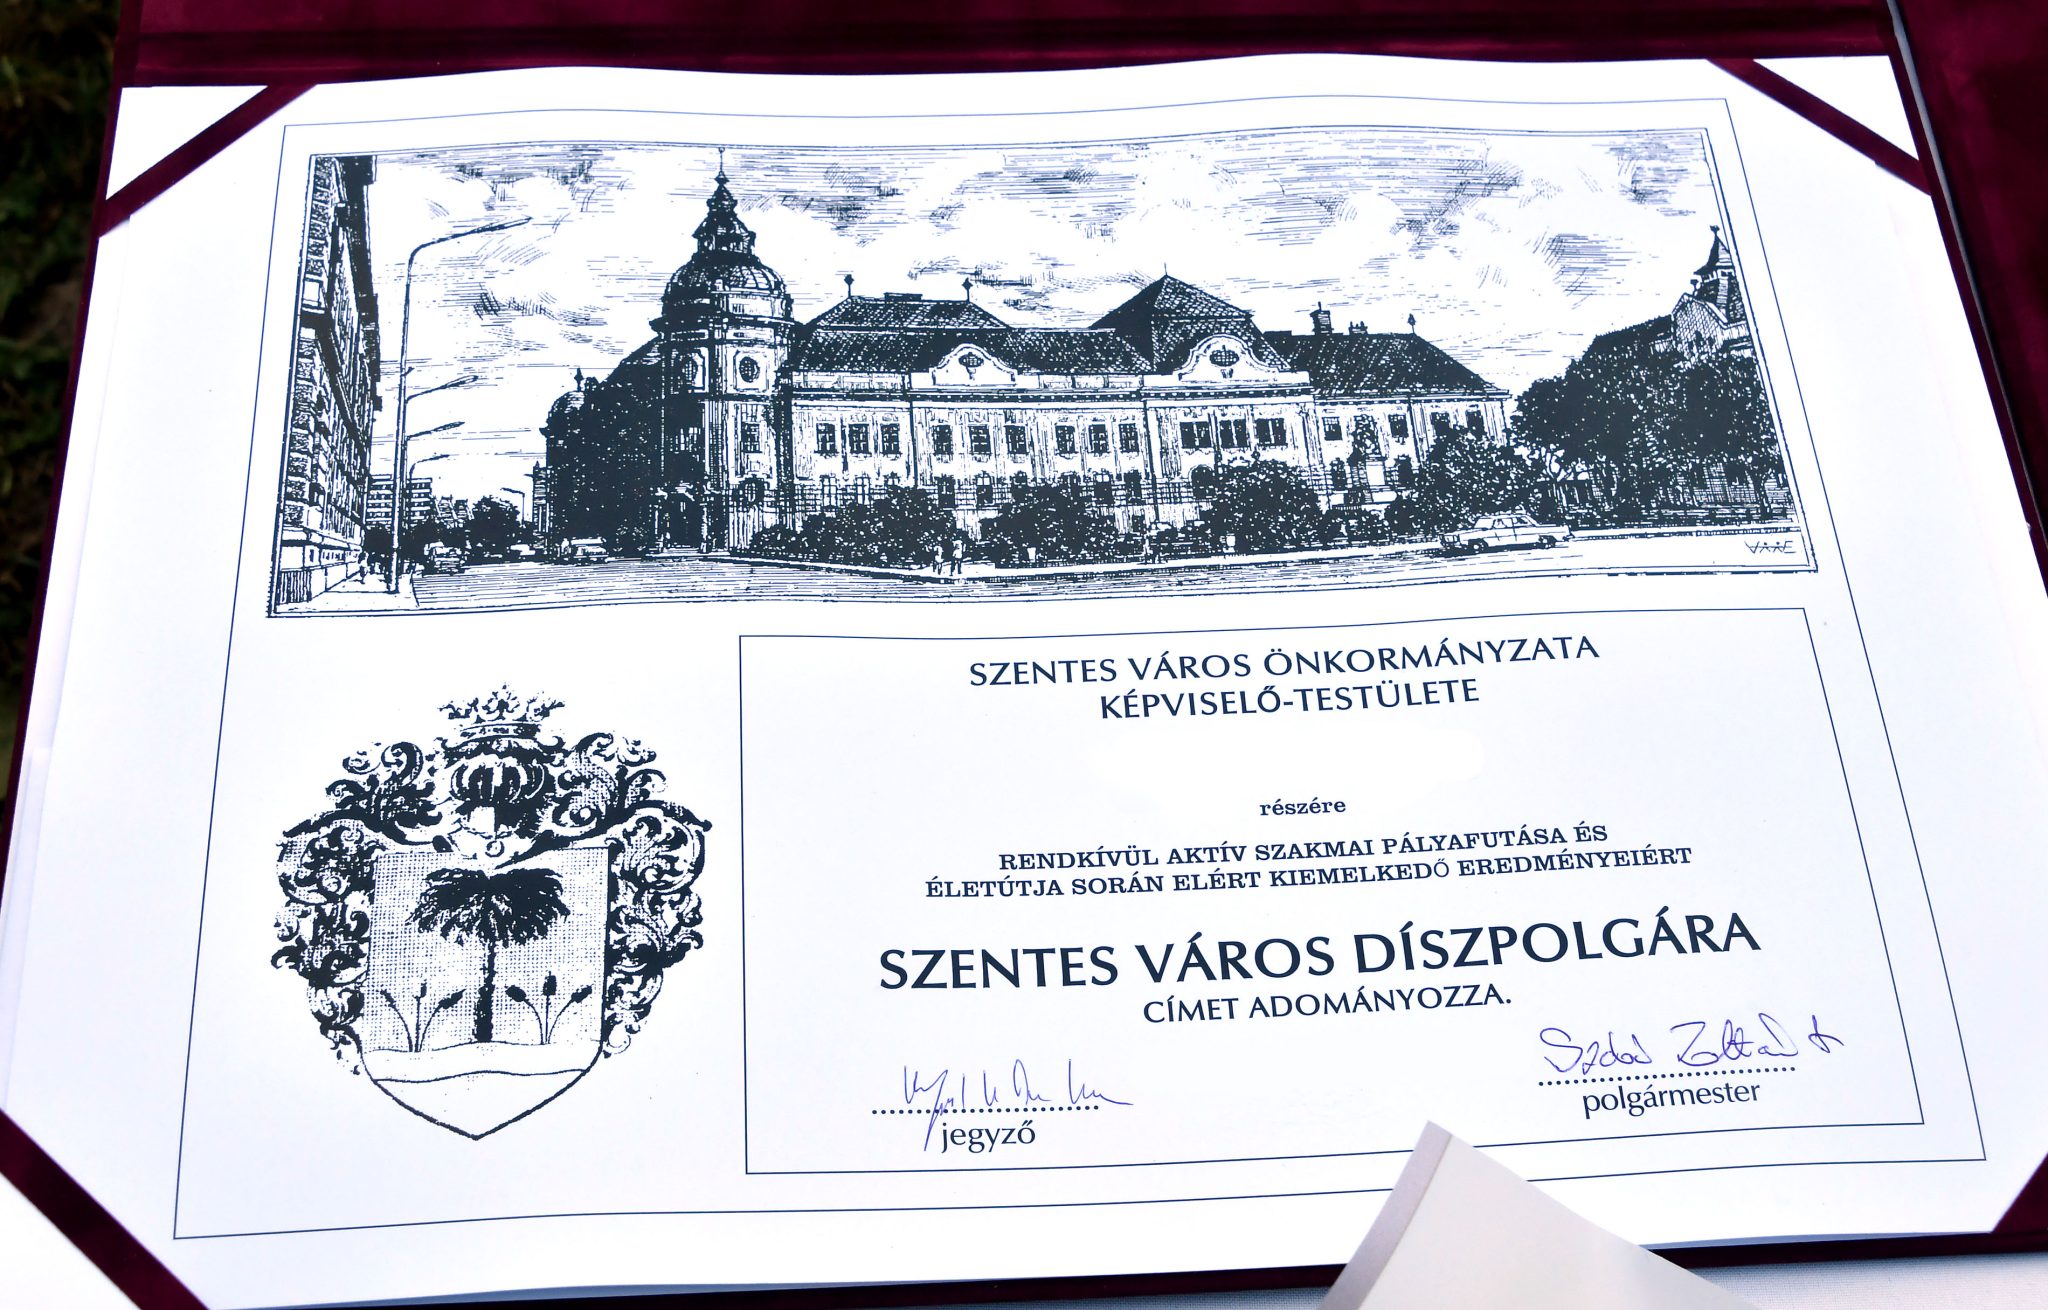 SZENTES VÁROS ÖNKORMÁNYZATA
KÉPVISELŐ-TESTÜLETE
részére
RENDKÍVÜL AKTÍV SZAKMAI PÁLYAFUTÁSA ÉS
ÉLETÚTJA SORÁN ELÉRT KIEMELKEDŐ EREDMÉNYEIÉRT
SZENTES VÁROS DÍSZPOLGÁRA
CÍMET ADOMÁNYOZZA.
jegyző
polgármester